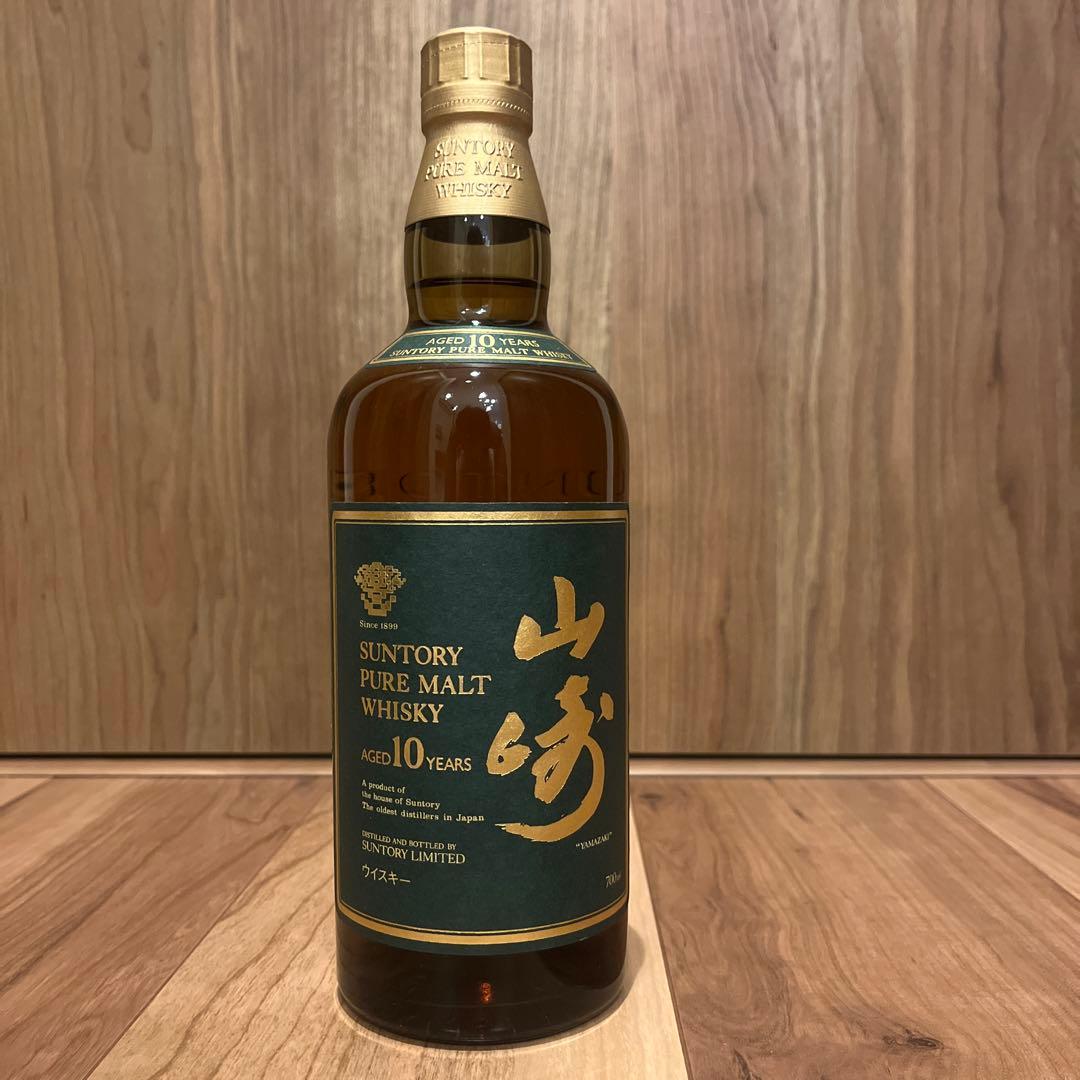 SUNTORY
PURE MALT
WHISKY
AGED 10 YEARS
SUNTORY PURE MALT WHISKY
Since 1899
SUNTORY
PURE MALT
WHISKY
AGED 10 YEARS
A product of
the house of Suntory
The oldest distillers in Japan
DISTILLED AND BOTTLED BY
SUNTORY LIMITED
ウイスキー
山崎
"YAMAZAKI"
700ml